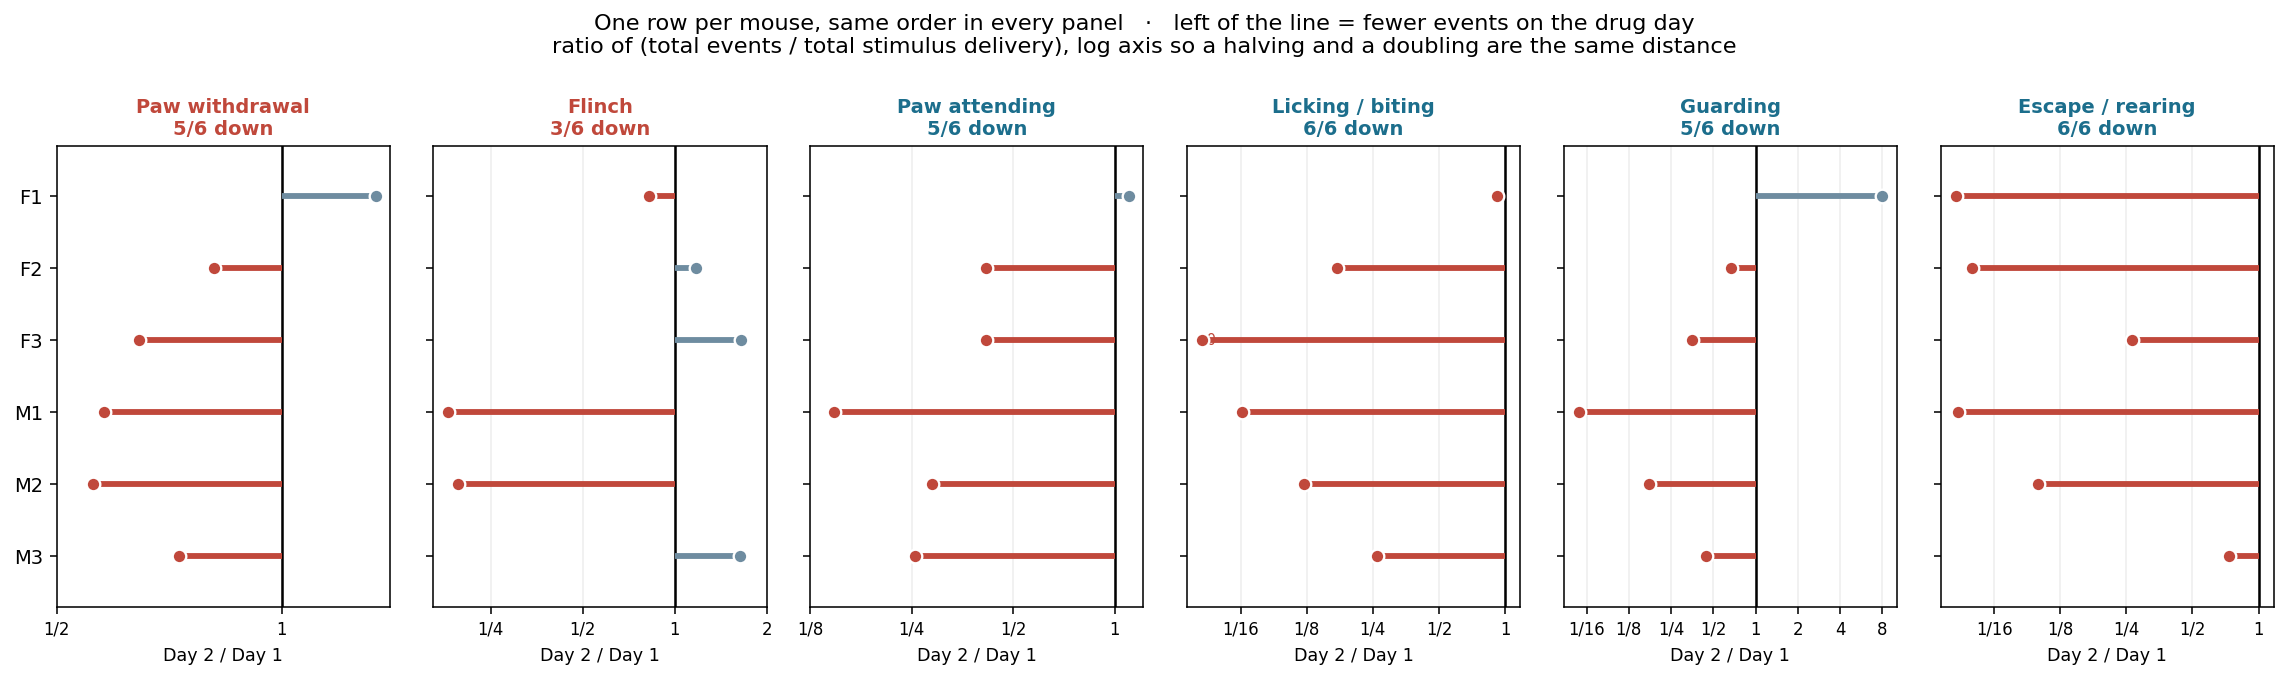 One row per mouse, same order in every panel · left of the line = fewer events on the drug day
ratio of (total events / total stimulus delivery), log axis so a halving and a doubling are the same distance
Paw withdrawal
5/6 down
Flinch
3/6 down
Paw attending
5/6 down
Licking / biting
6/6 down
Guarding
5/6 down
Escape / rearing
6/6 down
F1
F2
F3
M1
M2
M3
1/2 1
1/4 1/2 1 2
1/8 1/4 1/2 1
1/16 1/8 1/4 1/2 1
1/16 1/8 1/4 1/2 1 2 4 8
1/16 1/8 1/4 1/2 1
Day 2 / Day 1
Day 2 / Day 1
Day 2 / Day 1
Day 2 / Day 1
Day 2 / Day 1
Day 2 / Day 1